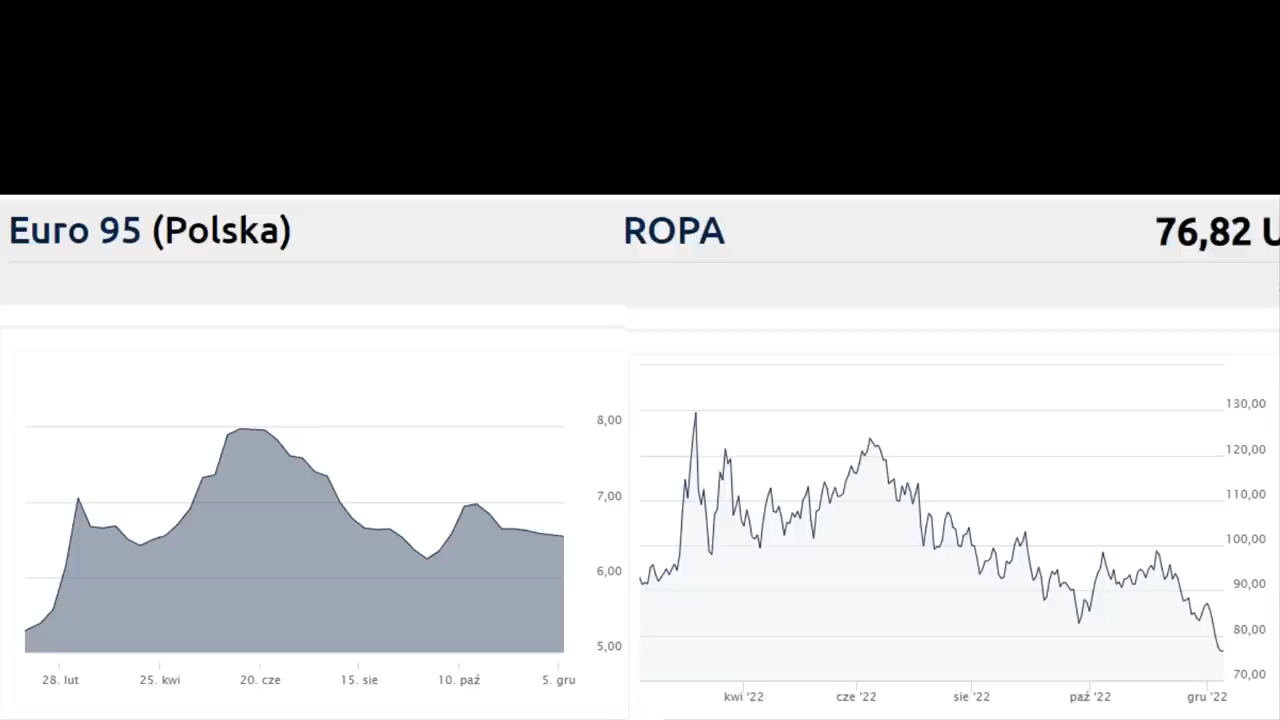 Euro 95 (Polska)
8,00
7,00
6,00
5,00
28. lut 25. kwi 20. cze 15. sie 10. paź 5. gru
ROPA 76,82 U
130,00
120,00
110,00
100,00
90,00
80,00
70,00
kwi '22 cze '22 sie '22 paź '22 gru '22